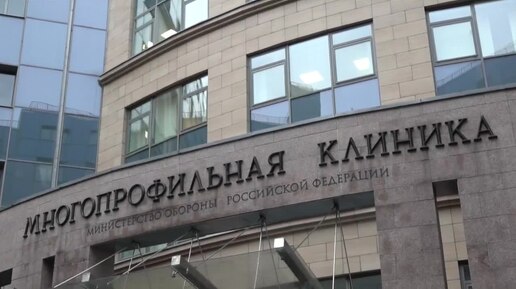 МНОГОПРОФИЛЬНАЯ КЛИНИКА
МИНИСТЕРСТВО ОБОРОНЫ РОССИЙСКОЙ ФЕДЕРАЦИИ